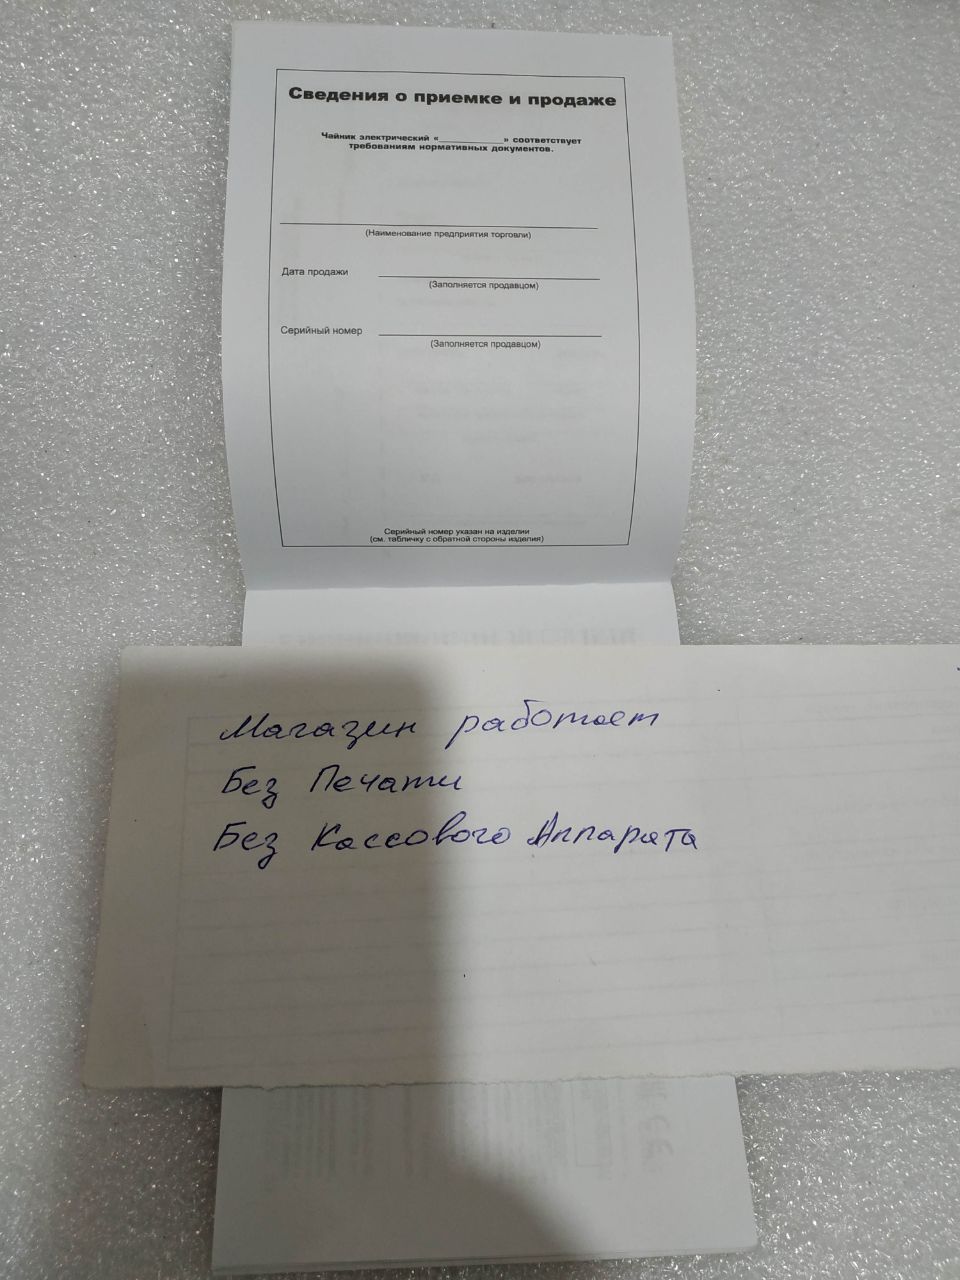 Сведения о приемке и продаже
Чайник электрический «____________» соответствует
требованиям нормативных документов.
(Наименование предприятия торговли)
Дата продажи
(Заполняется продавцом)
Серийный номер
(Заполняется продавцом)
Серийный номер указан на изделии
(см. табличку с обратной стороны изделия)
Магазин работает
Без Печати
Без Кассового Аппарата